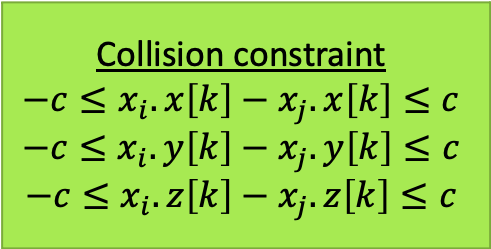 Collision constraint
−c ≤ xᵢ.x[k] − xⱼ.x[k] ≤ c
−c ≤ xᵢ.y[k] − xⱼ.y[k] ≤ c
−c ≤ xᵢ.z[k] − xⱼ.z[k] ≤ c